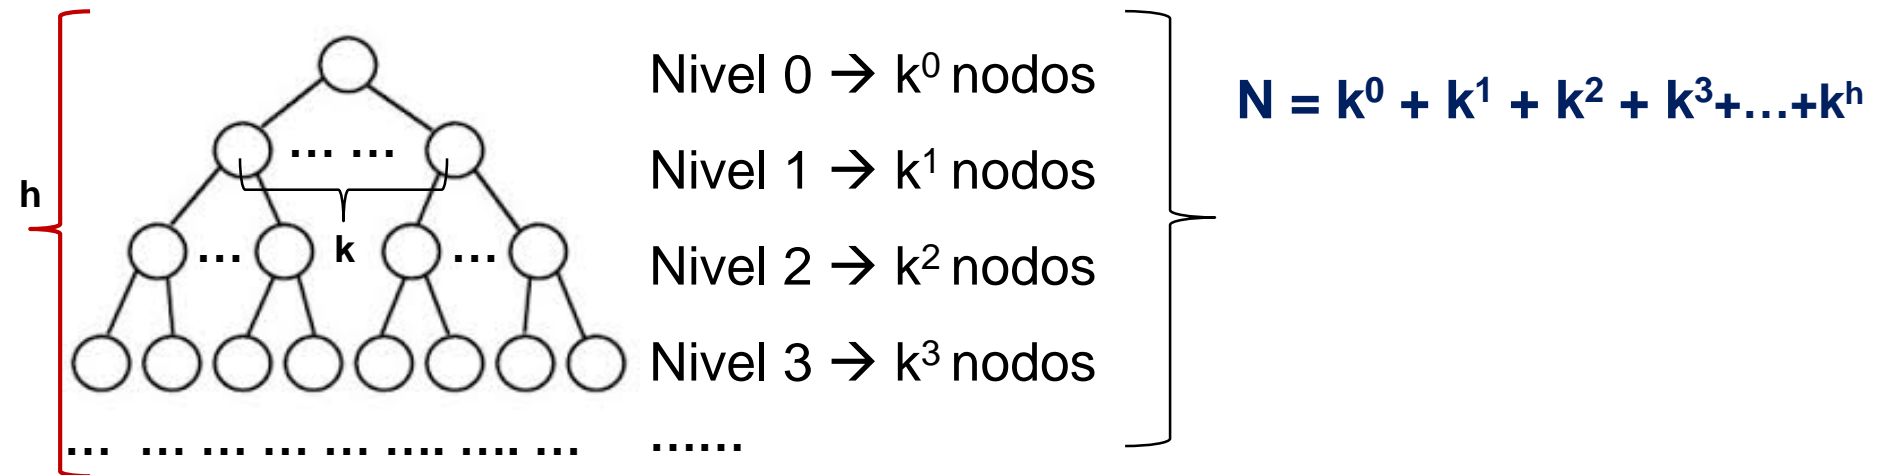 h
... ...
... k ...
... ... ... ... ... .... .... ...
Nivel 0 → k⁰ nodos
Nivel 1 → k¹ nodos
Nivel 2 → k² nodos
Nivel 3 → k³ nodos
......
N = k⁰ + k¹ + k² + k³+...+kʰ